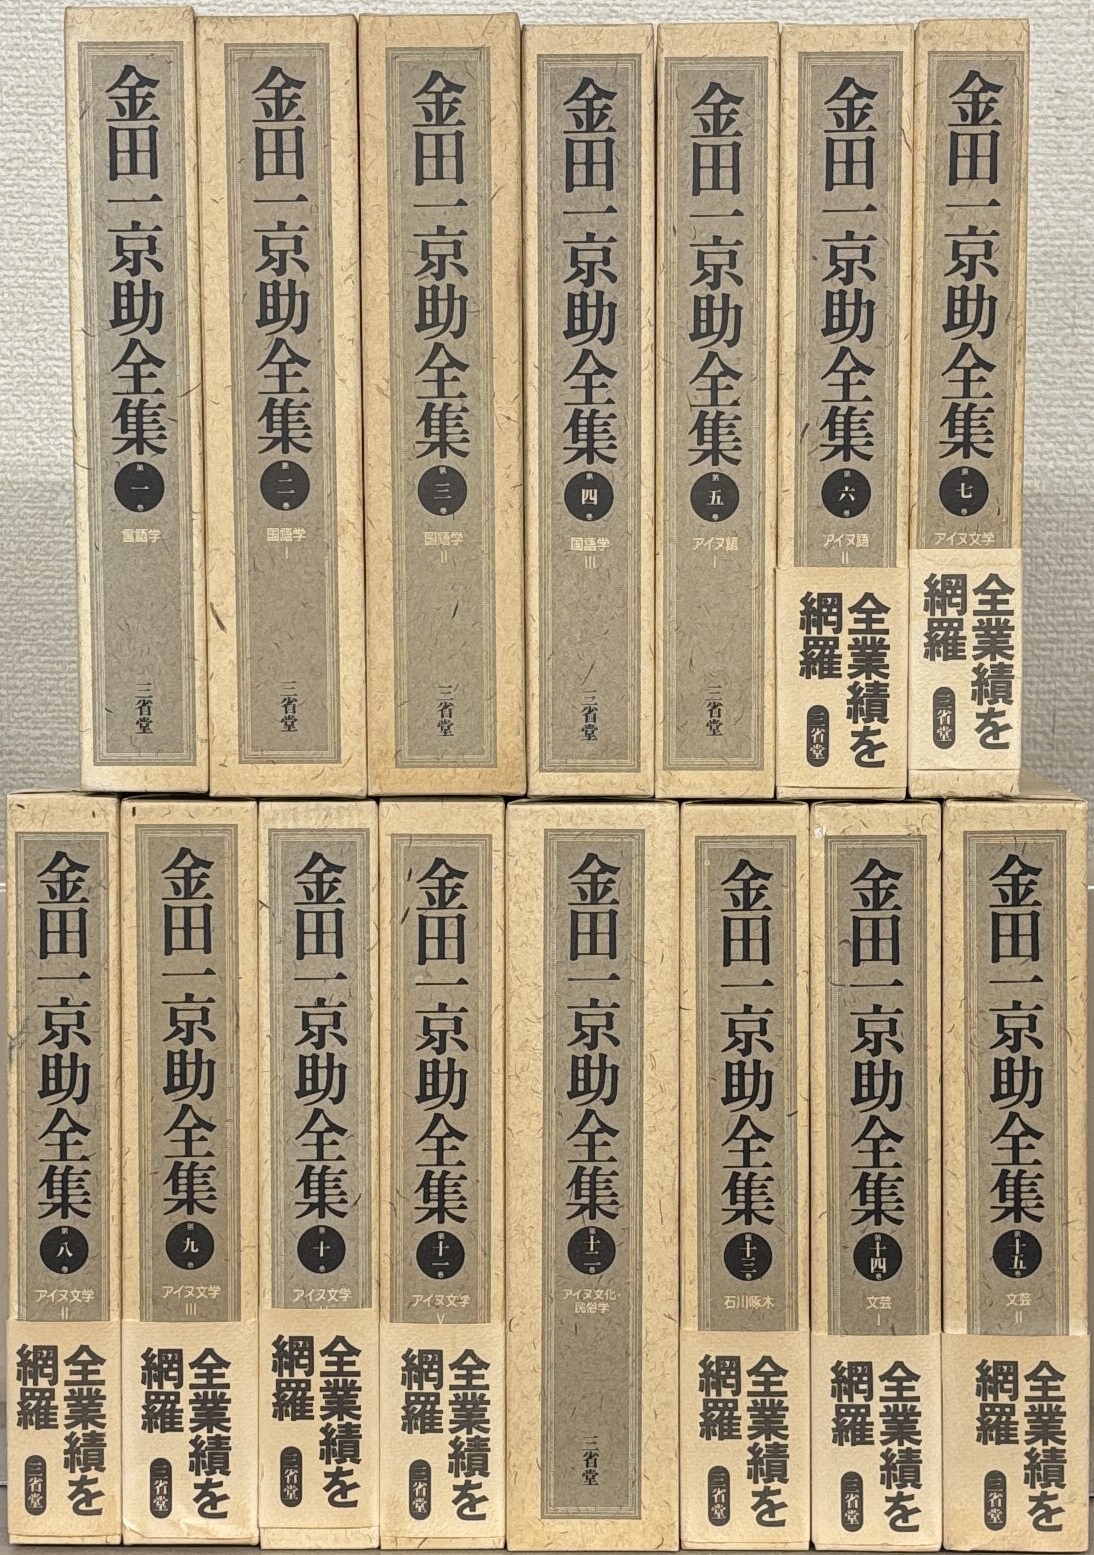 金田一京助全集
第一巻
言語学
三省堂
金田一京助全集
第二巻
国語学
I
三省堂
金田一京助全集
第三巻
国語学
II
三省堂
金田一京助全集
第四巻
国語学
III
三省堂
金田一京助全集
第五巻
アイヌ語
I
三省堂
金田一京助全集
第六巻
アイヌ語
II
全業績を
網羅
三省堂
金田一京助全集
第七巻
アイヌ文学
全業績を
網羅
三省堂
金田一京助全集
第八巻
アイヌ文学
II
全業績を
網羅
三省堂
金田一京助全集
第九巻
アイヌ文学
III
全業績を
網羅
三省堂
金田一京助全集
第十巻
アイヌ文学
全業績を
網羅
三省堂
金田一京助全集
第十一巻
アイヌ文学
V
全業績を
網羅
三省堂
金田一京助全集
第十二巻
アイヌ文化・
民俗学
三省堂
金田一京助全集
第十三巻
石川啄木
全業績を
網羅
三省堂
金田一京助全集
第十四巻
文芸
I
全業績を
網羅
三省堂
金田一京助全集
第十五巻
文芸
II
全業績を
網羅
三省堂